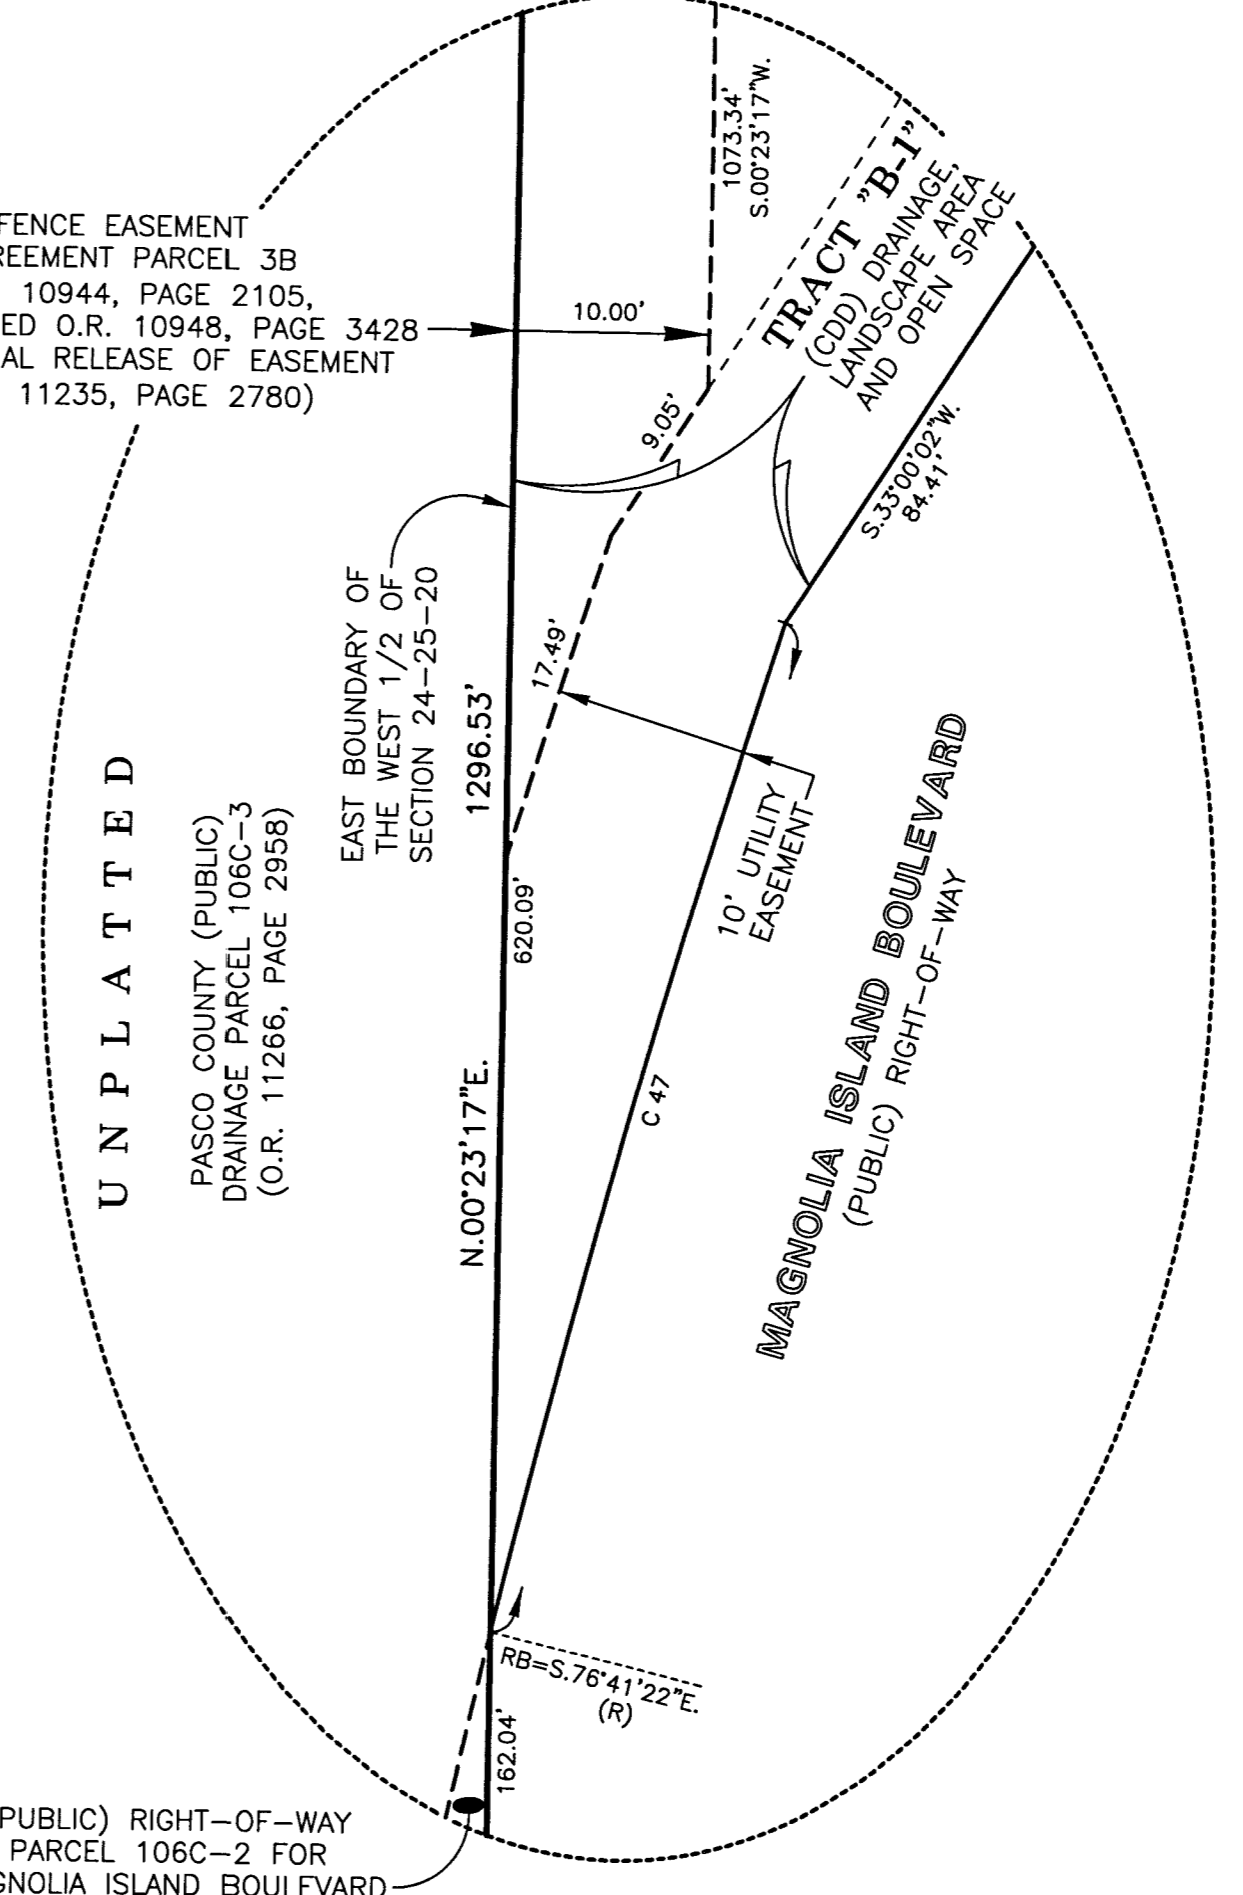 1073.34'
S.00°23'17"W.
TRACT "B-1"
(CDD) DRAINAGE,
LANDSCAPE AREA
AND OPEN SPACE
FENCE EASEMENT
REEMENT PARCEL 3B
10944, PAGE 2105,
ED O.R. 10948, PAGE 3428
AL RELEASE OF EASEMENT
11235, PAGE 2780)
10.00'
9.05'
S.33°00'02"W.
84.41'
EAST BOUNDARY OF
THE WEST 1/2 OF
SECTION 24-25-20
17.49'
1296.53'
UNPLATTED
PASCO COUNTY (PUBLIC)
DRAINAGE PARCEL 106C-3
(O.R. 11266, PAGE 2958)
620.09'
10' UTILITY
EASEMENT
MAGNOLIA ISLAND BOULEVARD
(PUBLIC) RIGHT-OF-WAY
N.00°23'17"E.
C 47
RB=S.76°41'22"E.
(R)
162.04'
PUBLIC) RIGHT-OF-WAY
PARCEL 106C-2 FOR
GNOLIA ISLAND BOULEVARD